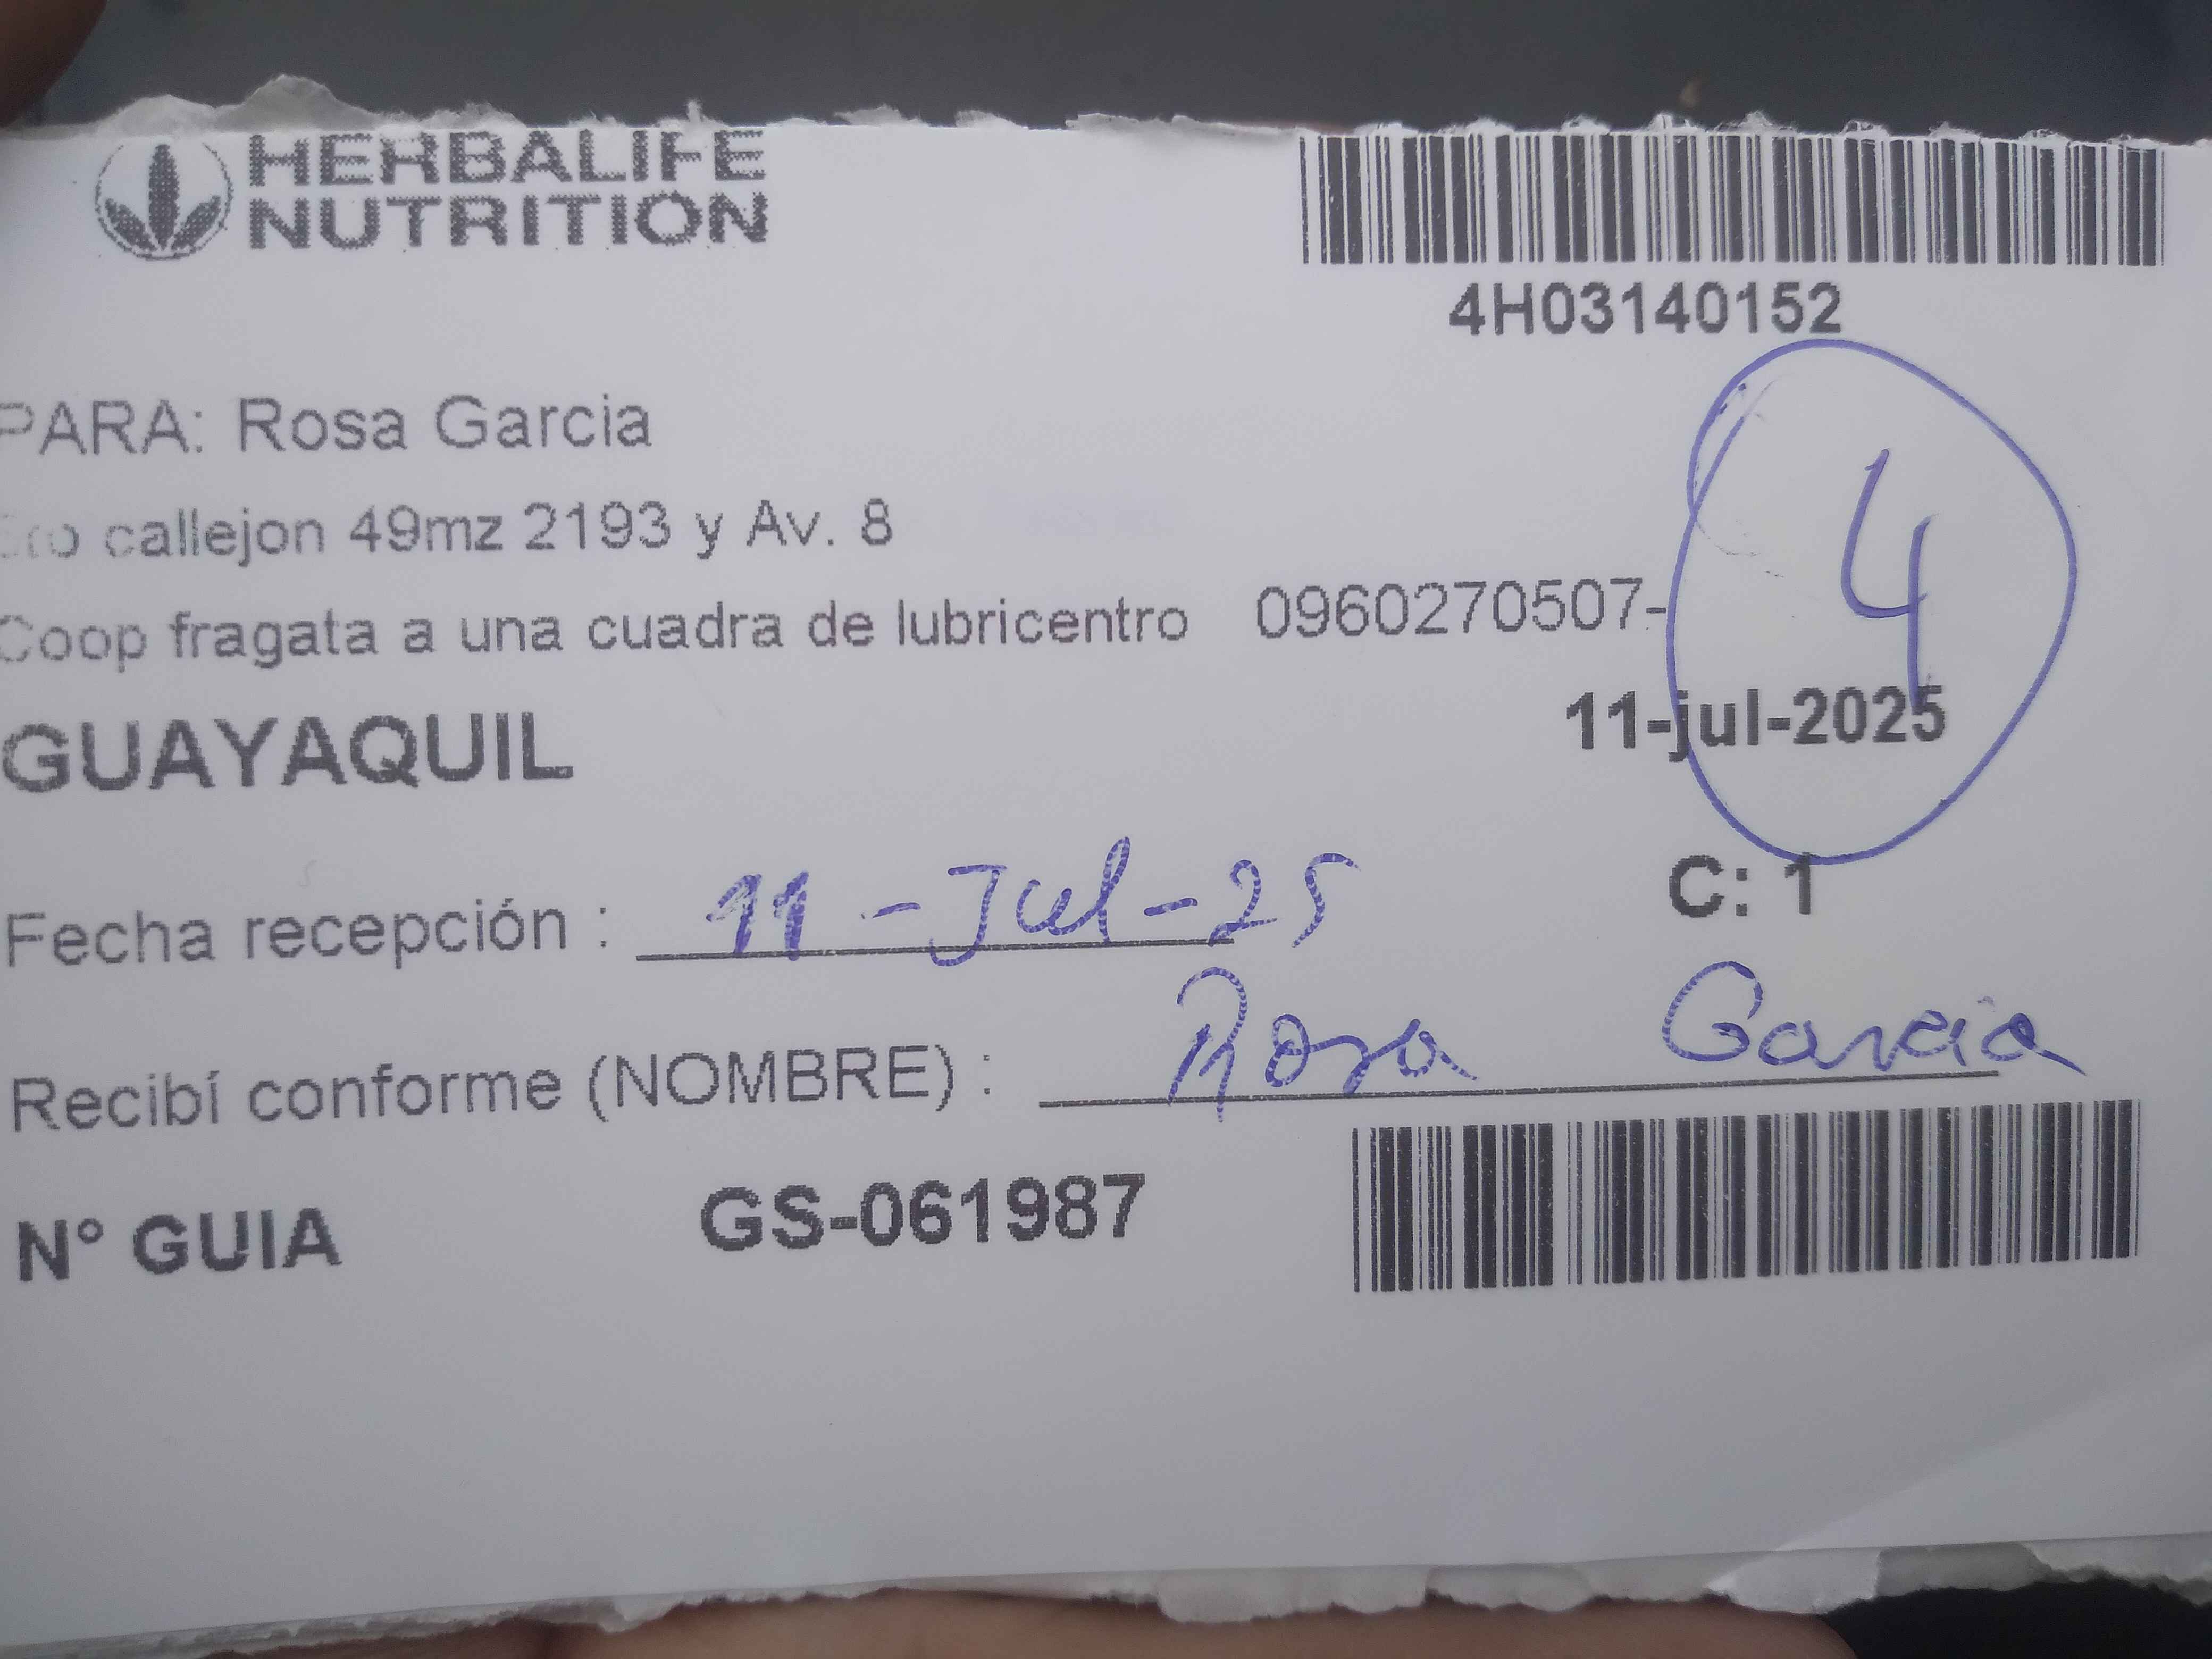 HERBALIFE
NUTRITION
4H03140152
PARA: Rosa Garcia
callejon 49mz 2193 y Av. 8
4
Coop fragata a una cuadra de lubricentro 0960270507-
11-jul-2025
GUAYAQUIL
C: 1
Fecha recepción : 11-Jul-25
Recibí conforme (NOMBRE) : Rosa Garcia
N° GUIA GS-061987